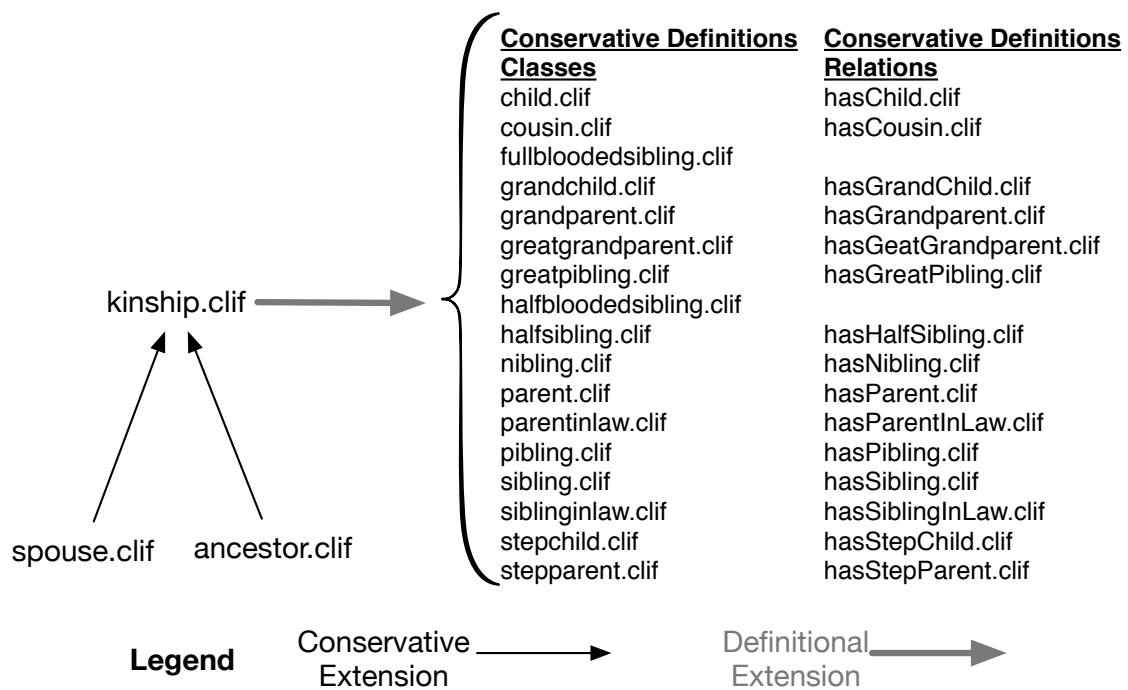 Conservative Definitions Conservative Definitions
Classes Relations
child.clif hasChild.clif
cousin.clif hasCousin.clif
fullbloodedsibling.clif
grandchild.clif hasGrandChild.clif
grandparent.clif hasGrandparent.clif
greatgrandparent.clif hasGeatGrandparent.clif
greatpibling.clif hasGreatPibling.clif
kinship.clif
halfbloodedsibling.clif
halfsibling.clif hasHalfSibling.clif
nibling.clif hasNibling.clif
parent.clif hasParent.clif
parentinlaw.clif hasParentInLaw.clif
pibling.clif hasPibling.clif
sibling.clif hasSibling.clif
siblinginlaw.clif hasSiblingInLaw.clif
stepchild.clif hasStepChild.clif
stepparent.clif hasStepParent.clif
spouse.clif ancestor.clif
Legend
Conservative
Extension
Definitional
Extension